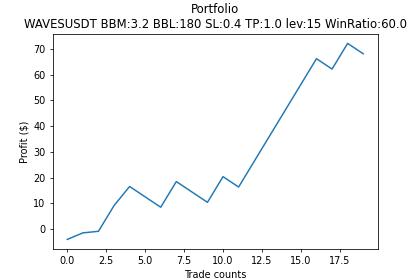 Portfolio
WAVESUSDT BBM:3.2 BBL:180 SL:0.4 TP:1.0 lev:15 WinRatio:60.0
70
60
50
40
30
20
10
0
Profit ($)
0.0 2.5 5.0 7.5 10.0 12.5 15.0 17.5
Trade counts